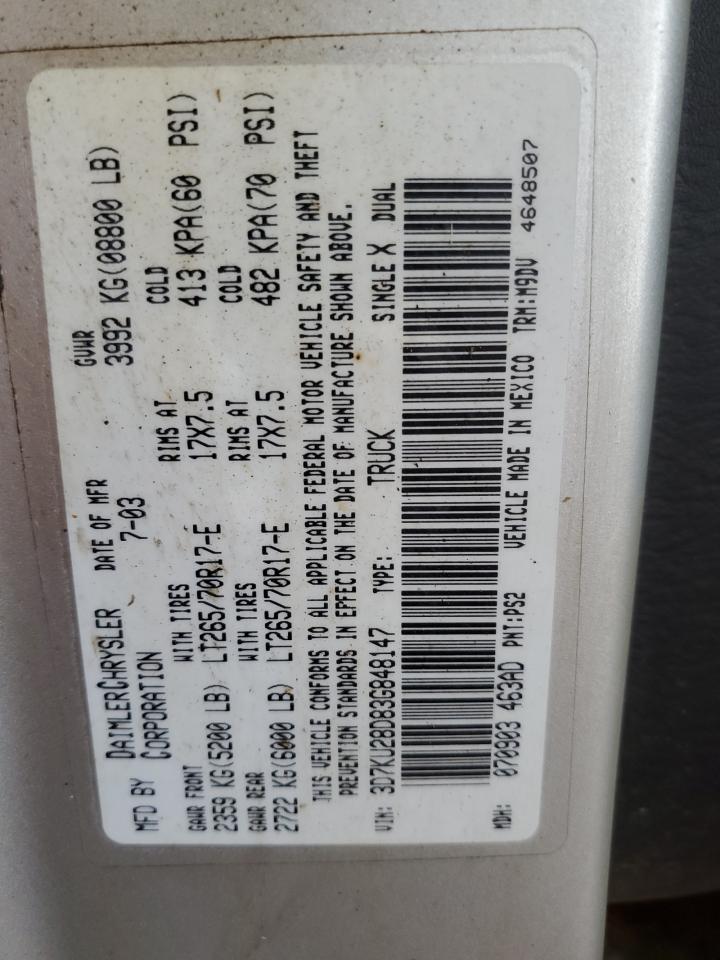 MFD BY DAIMLERCHRYSLER CORPORATION
DATE OF MFR 7-03
GVWR 3992 KG(08800 LB)
GAWR FRONT WITH TIRES RIMS AT COLD
2359 KG(5200 LB) LT265/70R17-E 17X7.5 413 KPA(60 PSI)
GAWR REAR WITH TIRES RIMS AT COLD
2722 KG(6000 LB) LT265/70R17-E 17X7.5 482 KPA(70 PSI)
THIS VEHICLE CONFORMS TO ALL APPLICABLE FEDERAL MOTOR VEHICLE SAFETY AND THEFT
PREVENTION STANDARDS IN EFFECT ON THE DATE OF MANUFACTURE SHOWN ABOVE.
VIN: 3D7KU28D83G848147 TYPE: TRUCK SINGLE X DUAL
MDH: 070903 463AD PNT:PS2 VEHICLE MADE IN MEXICO TRM:M9DV 4648507